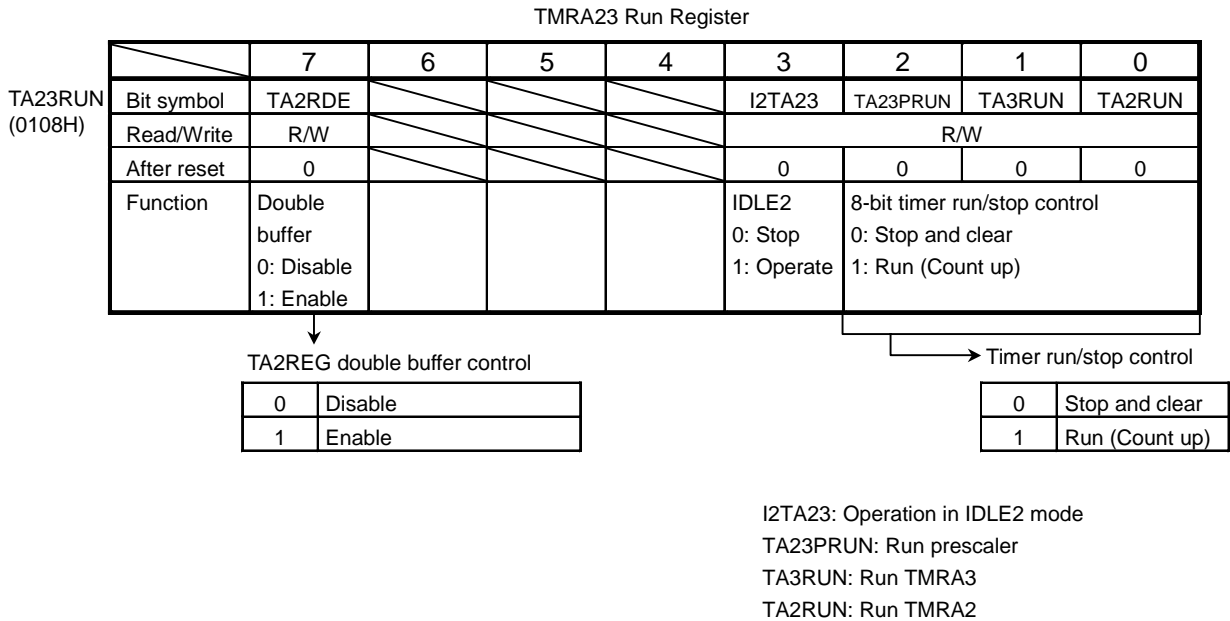 TMRA23 Run Register
7 6 5 4 3 2 1 0
TA23RUN (0108H)
Bit symbol TA2RDE I2TA23 TA23PRUN TA3RUN TA2RUN
Read/Write R/W R/W
After reset 0 0 0 0 0
Function Double buffer 0: Disable 1: Enable IDLE2 0: Stop 1: Operate 8-bit timer run/stop control 0: Stop and clear 1: Run (Count up)
TA2REG double buffer control
0 Disable
1 Enable
Timer run/stop control
0 Stop and clear
1 Run (Count up)
I2TA23: Operation in IDLE2 mode
TA23PRUN: Run prescaler
TA3RUN: Run TMRA3
TA2RUN: Run TMRA2